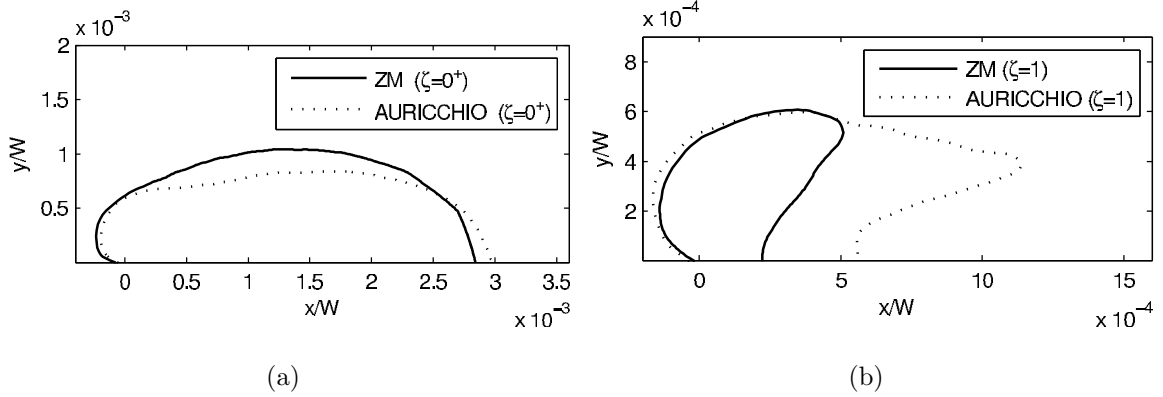 x 10⁻³
2
1.5
1
0.5
y/W
ZM (ζ=0⁺)
AURICCHIO (ζ=0⁺)
0 0.5 1 1.5 2 2.5 3 3.5
x/W
x 10⁻³
(a)
x 10⁻⁴
8
6
4
2
y/W
ZM (ζ=1)
AURICCHIO (ζ=1)
0 5 10 15
x/W
x 10⁻⁴
(b)